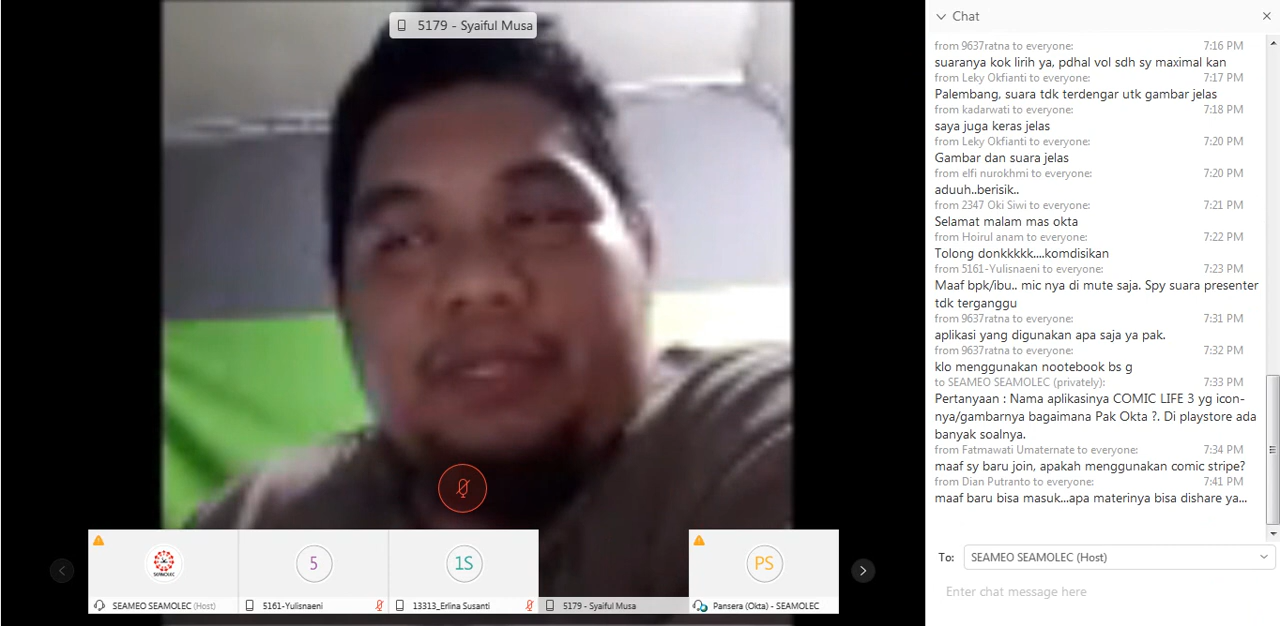 5179 - Syaiful Musa
Chat
from 9637ratna to everyone: 7:16 PM
suaranya kok lirih ya, pdhal vol sdh sy maximal kan
from Leky Okfianti to everyone: 7:17 PM
Palembang, suara tdk terdengar utk gambar jelas
from kadarwati to everyone: 7:18 PM
saya juga keras jelas
from Leky Okfianti to everyone: 7:20 PM
Gambar dan suara jelas
from elfi nurokhmi to everyone: 7:20 PM
aduuh..berisik..
from 2347 Oki Siwi to everyone: 7:21 PM
Selamat malam mas okta
from Hoirul anam to everyone: 7:22 PM
Tolong donkkkkk....komdisikan
from 5161-Yulisnaeni to everyone: 7:23 PM
Maaf bpk/ibu.. mic nya di mute saja. Spy suara presenter
tdk terganggu
from 9637ratna to everyone: 7:31 PM
aplikasi yang digunakan apa saja ya pak.
from 9637ratna to everyone: 7:32 PM
klo menggunakan nootebook bs g
to SEAMEO SEAMOLEC (privately): 7:33 PM
Pertanyaan : Nama aplikasinya COMIC LIFE 3 yg icon-
nya/gambarnya bagaimana Pak Okta ?. Di playstore ada
banyak soalnya.
from Fatmawati Umaternate to everyone: 7:34 PM
maaf sy baru join, apakah menggunakan comic stripe?
from Dian Putranto to everyone: 7:41 PM
maaf baru bisa masuk...apa materinya bisa dishare ya...
To: SEAMEO SEAMOLEC (Host)
Enter chat message here
SEAMOLEC
5
1S
PS
SEAMEO SEAMOLEC (Host)
5161-Yulisnaeni
13313_Erlina Susanti
5179 - Syaiful Musa
Pansera (Okta) - SEAMOLEC